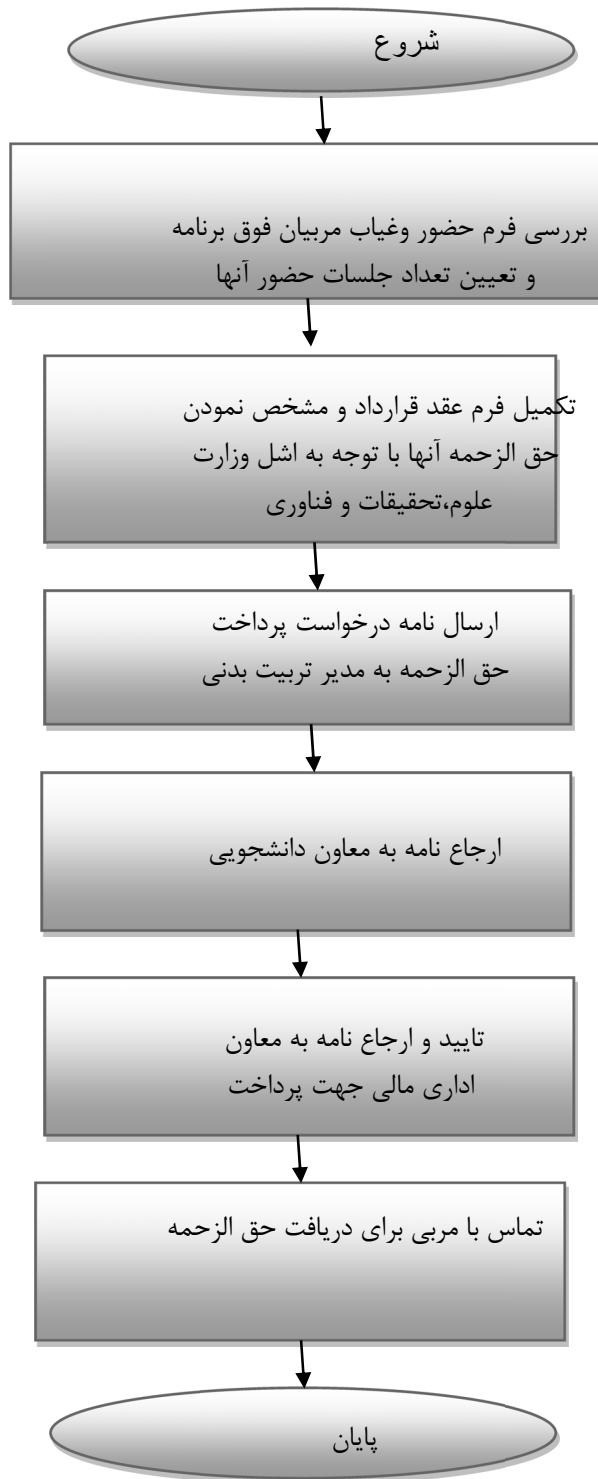 شروع
بررسی فرم حضور وغیاب مربیان فوق برنامه
و تعیین تعداد جلسات حضور آنها
تکمیل فرم عقد قرارداد و مشخص نمودن
حق الزحمه آنها با توجه به اشل وزارت
علوم،تحقیقات و فناوری
ارسال نامه درخواست پرداخت
حق الزحمه به مدیر تربیت بدنی
ارجاع نامه به معاون دانشجویی
تایید و ارجاع نامه به معاون
اداری مالی جهت پرداخت
تماس با مربی برای دریافت حق الزحمه
پایان